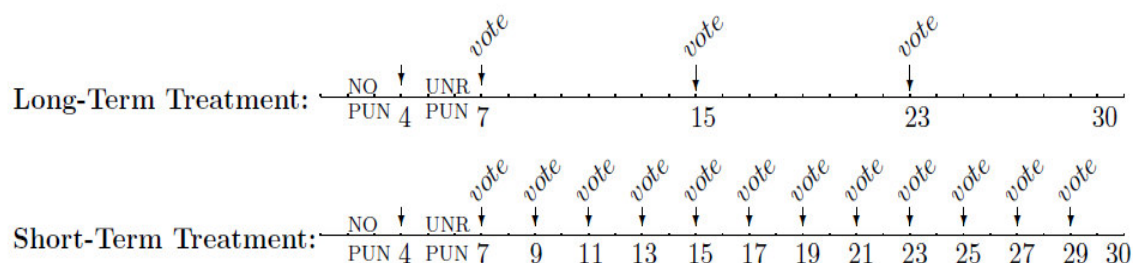 vote vote vote
NO UNR
Long-Term Treatment:
PUN 4 PUN 7 15 23 30
vote vote vote vote vote vote vote vote vote vote vote vote
NO UNR
Short-Term Treatment:
PUN 4 PUN 7 9 11 13 15 17 19 21 23 25 27 29 30